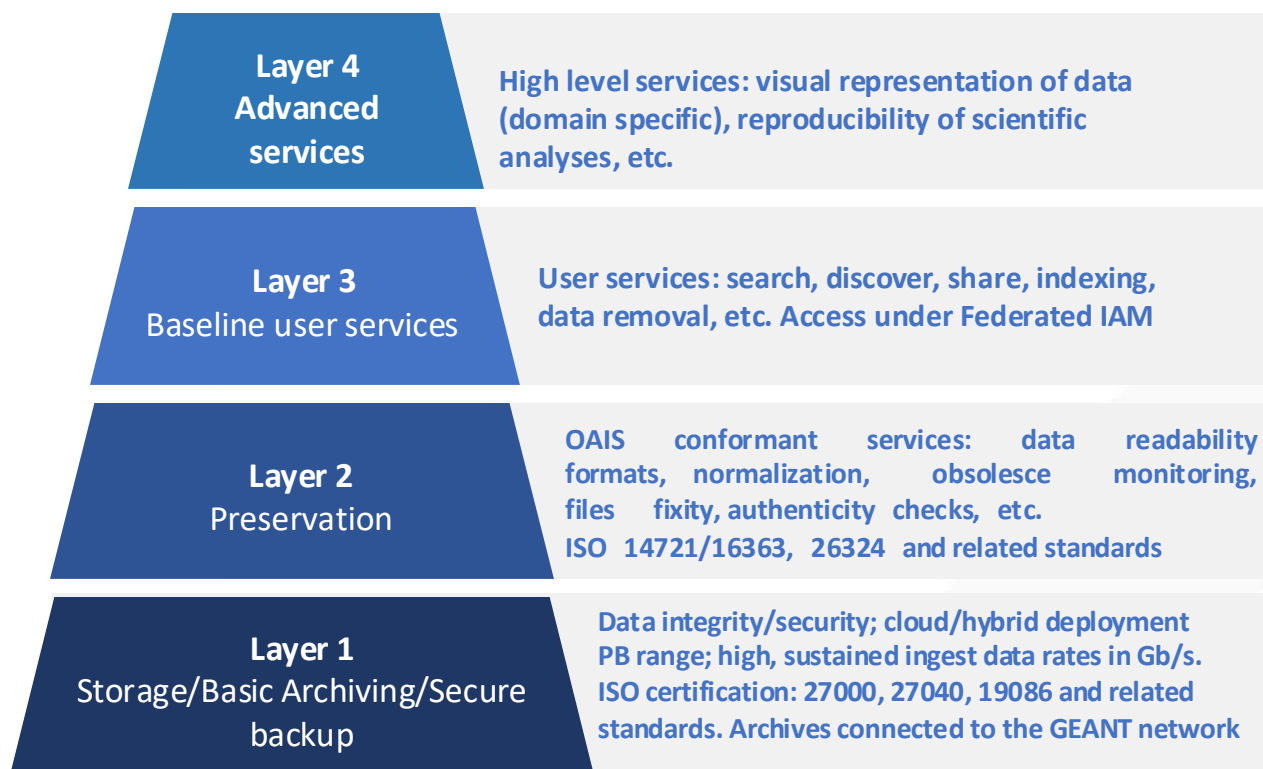 Layer 4
Advanced
services
High level services: visual representation of data
(domain specific), reproducibility of scientific
analyses, etc.
Layer 3
Baseline user services
User services: search, discover, share, indexing,
data removal, etc. Access under Federated IAM
Layer 2
Preservation
OAIS conformant services: data readability
formats, normalization, obsolesce monitoring,
files fixity, authenticity checks, etc.
ISO 14721/16363, 26324 and related standards
Layer 1
Storage/Basic Archiving/Secure
backup
Data integrity/security; cloud/hybrid deployment
PB range; high, sustained ingest data rates in Gb/s.
ISO certification: 27000, 27040, 19086 and related
standards. Archives connected to the GEANT network